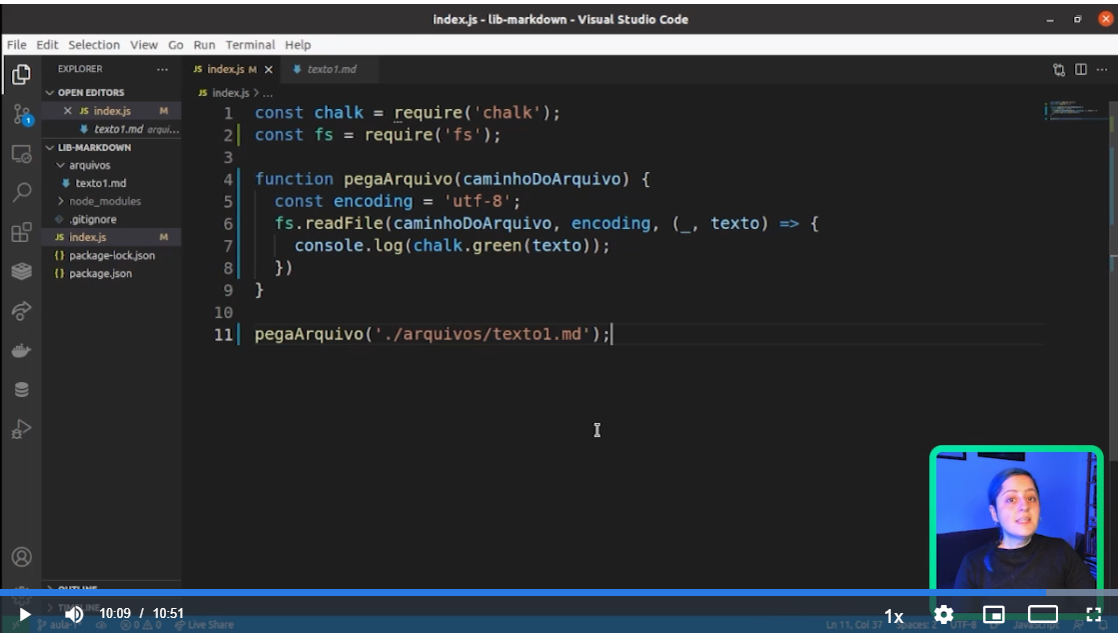 index.js - lib-markdown - Visual Studio Code
File Edit Selection View Go Run Terminal Help
EXPLORER
OPEN EDITORS
JS index.js M
texto1.md arqui...
LIB-MARKDOWN
arquivos
texto1.md
node_modules
.gitignore
JS index.js M
{} package-lock.json
{} package.json
OUTLINE
TIMELINE
1
JS index.js M
texto1.md
JS index.js > ...
1 const chalk = require('chalk');
2 const fs = require('fs');
3
4 function pegaArquivo(caminhoDoArquivo) {
5 const encoding = 'utf-8';
6 fs.readFile(caminhoDoArquivo, encoding, (_, texto) => {
7 console.log(chalk.green(texto));
8 })
9 }
10
11 pegaArquivo('./arquivos/texto1.md');
10:09 / 10:51
1x
0 0 Live Share
Ln 11, Col 37 Spaces: 2 UTF-8 JavaScript